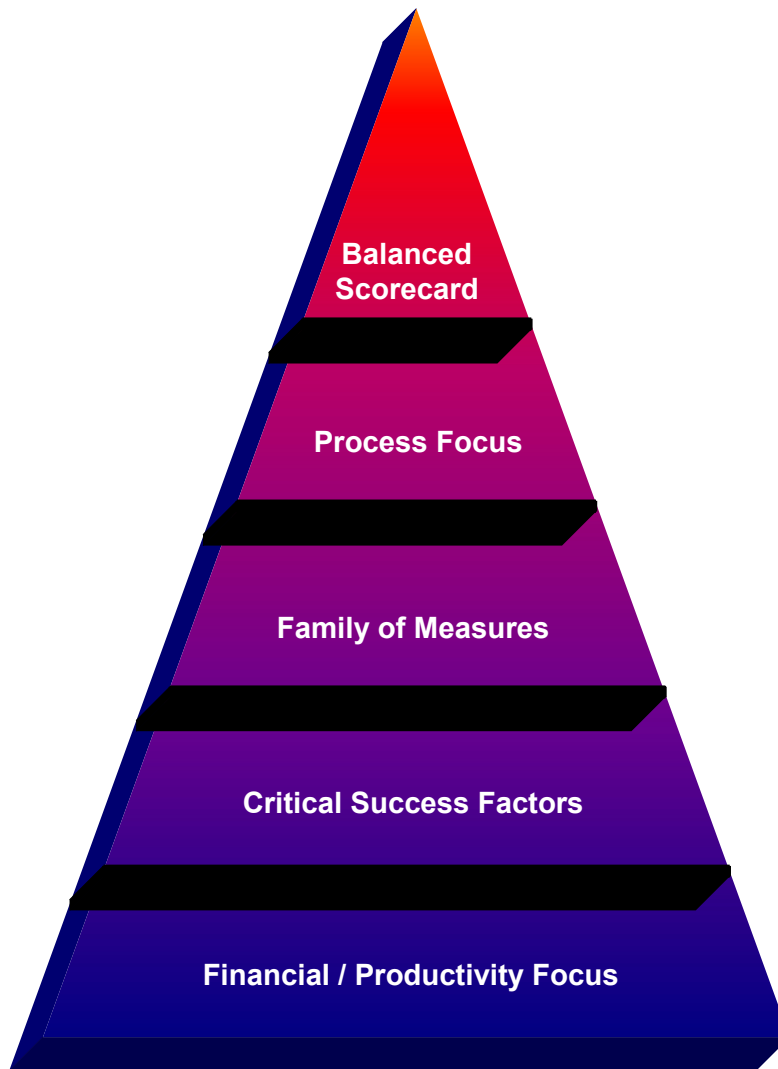 Balanced
Scorecard
Process Focus
Family of Measures
Critical Success Factors
Financial / Productivity Focus